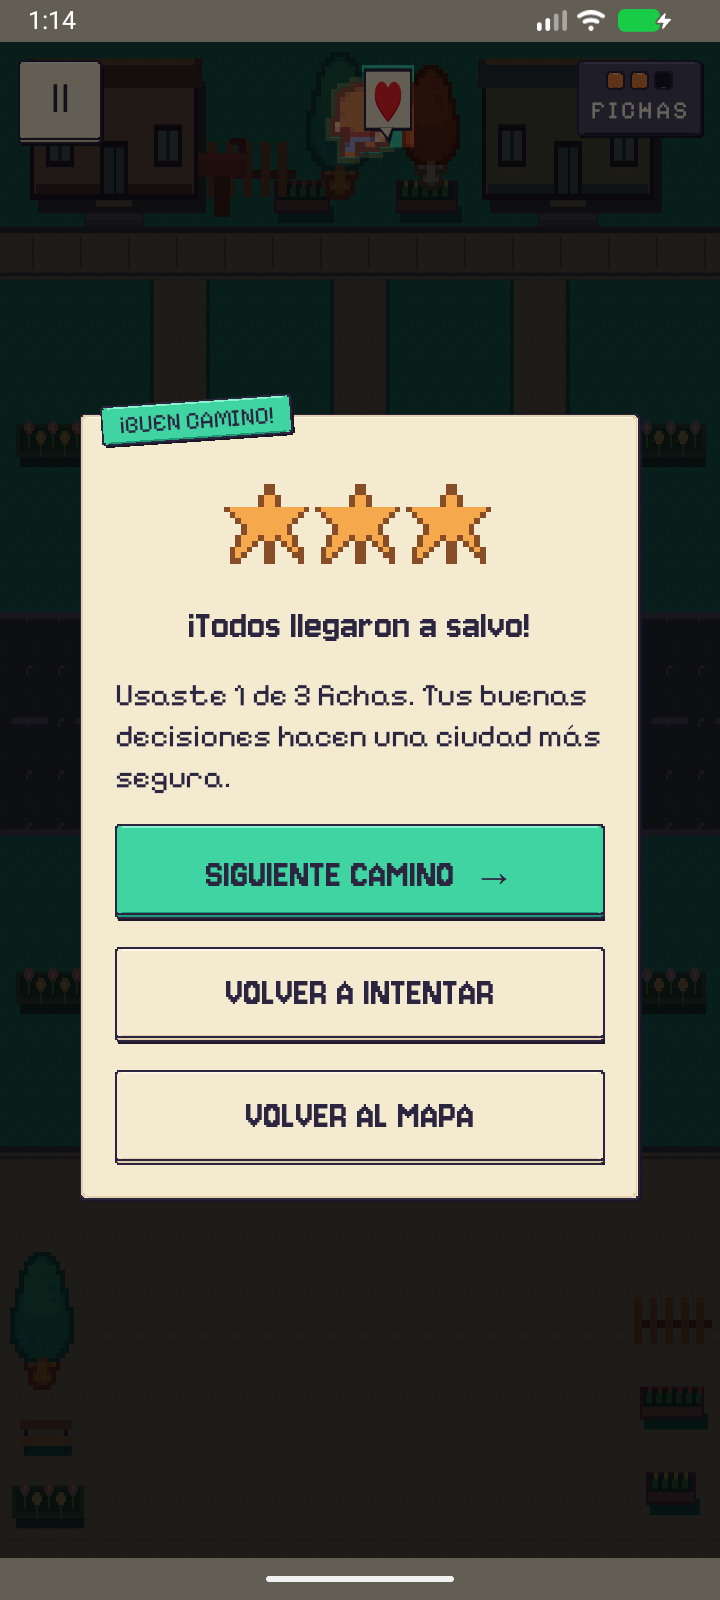 1:14
FICHAS
¡BUEN CAMINO!
¡Todos llegaron a salvo!
Usaste 1 de 3 fichas. Tus buenas
decisiones hacen una ciudad más
segura.
SIGUIENTE CAMINO →
VOLVER A INTENTAR
VOLVER AL MAPA